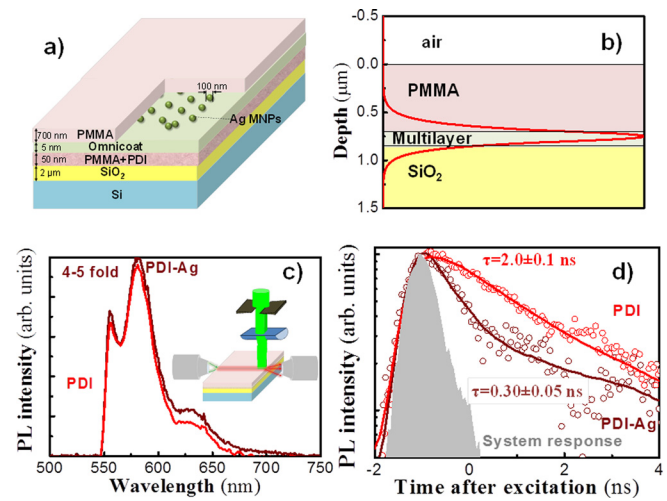 a)
100 nm
Ag MNPs
700 nm
PMMA
5 nm
Omnicoat
50 nm
PMMA+PDI
2 µm
SiO₂
Si
b)
-0.5
0.0
0.5
1.0
1.5
Depth (µm)
air
PMMA
Multilayer
SiO₂
c)
4-5 fold
PDI-Ag
PDI
PL intensity (arb. units)
500 550 600 650 700 750
Wavelength (nm)
d)
τ=2.0±0.1 ns
PDI
τ=0.30±0.05 ns
PDI-Ag
System response
PL intensity (arb. units)
-2 0 2 4
Time after excitation (ns)